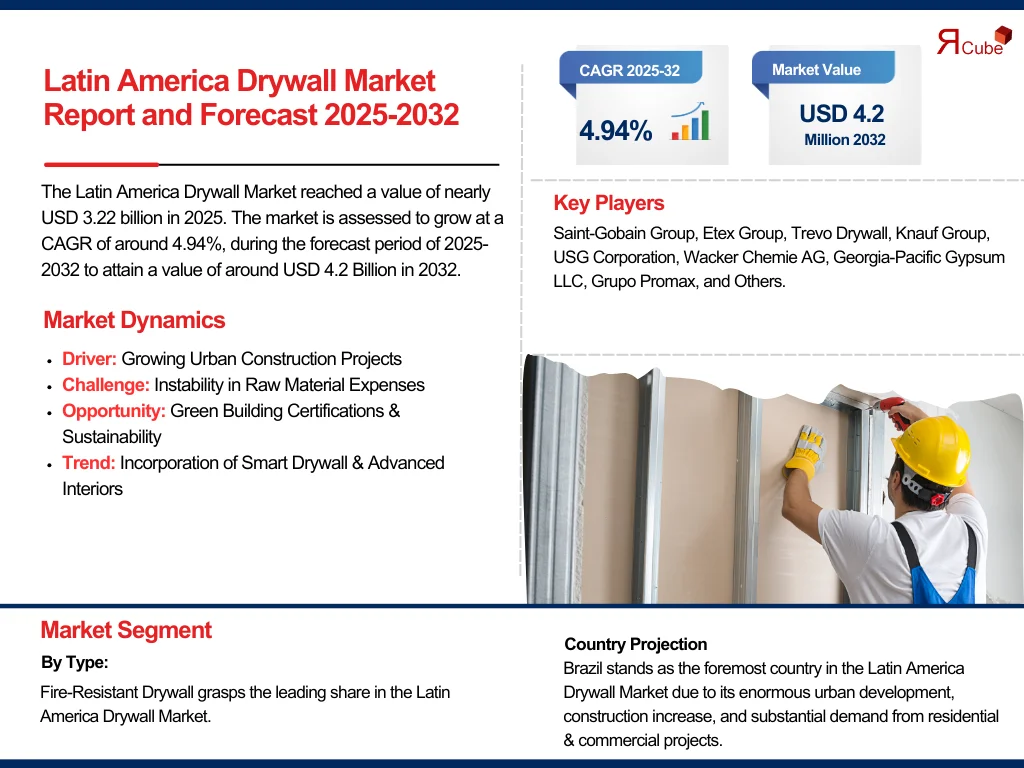 ЯCube
Latin America Drywall Market
Report and Forecast 2025-2032
The Latin America Drywall Market reached a value of nearly
USD 3.22 billion in 2025. The market is assessed to grow at a
CAGR of around 4.94%, during the forecast period of 2025-
2032 to attain a value of around USD 4.2 Billion in 2032.
Market Dynamics
• Driver: Growing Urban Construction Projects
• Challenge: Instability in Raw Material Expenses
• Opportunity: Green Building Certifications &
Sustainability
• Trend: Incorporation of Smart Drywall & Advanced
Interiors
CAGR 2025-32
4.94%
Market Value
USD 4.2
Million 2032
Key Players
Saint-Gobain Group, Etex Group, Trevo Drywall, Knauf Group,
USG Corporation, Wacker Chemie AG, Georgia-Pacific Gypsum
LLC, Grupo Promax, and Others.
Market Segment
By Type:
Fire-Resistant Drywall grasps the leading share in the Latin
America Drywall Market.
Country Projection
Brazil stands as the foremost country in the Latin America
Drywall Market due to its enormous urban development,
construction increase, and substantial demand from residential
& commercial projects.